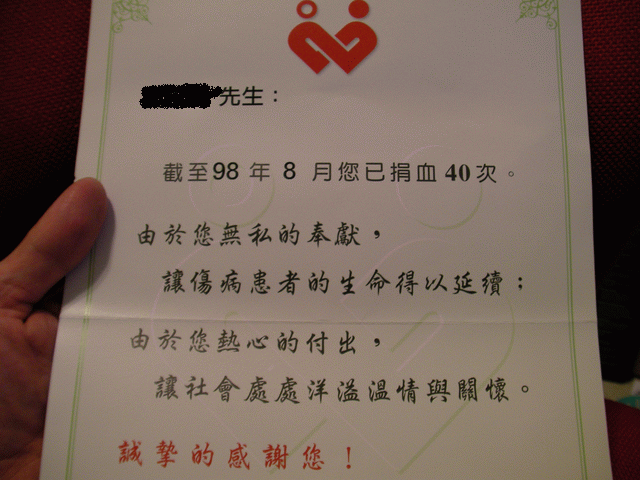 先生：
截至98年8月您已捐血40次。
由於您無私的奉獻，
讓傷病患者的生命得以延續；
由於您熱心的付出，
讓社會處處洋溢溫情與關懷。
誠摯的感謝您！